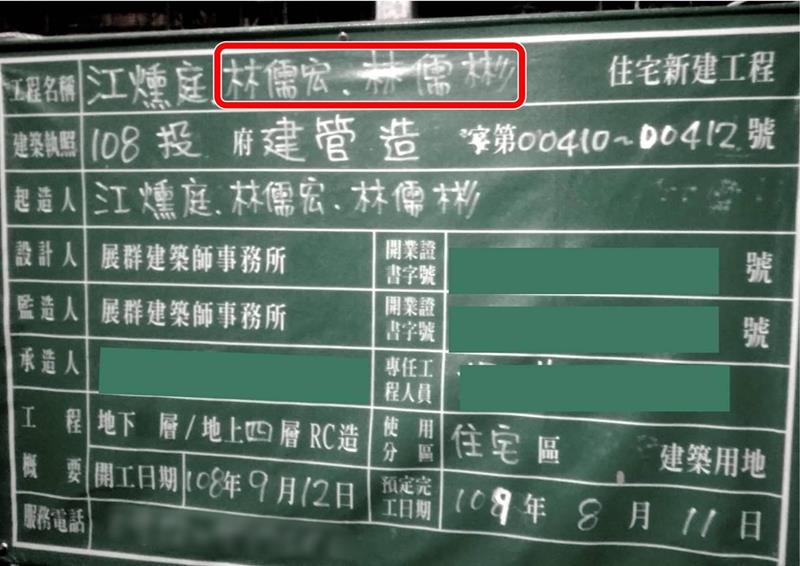 工程名稱 江燻庭、林儒宏、林儒彬 住宅新建工程
建築執照 108投府建管造字第00410~00412號
起造人 江燻庭、林儒宏、林儒彬
設計人 展群建築師事務所 開業證書字號 號
監造人 展群建築師事務所 開業證書字號 號
承造人 專任工程人員
工程概要 地下 層/地上四層RC造 使用分區 住宅區 建築用地
開工日期 108年9月12日 預定完工日期 109年8月11日
服務電話